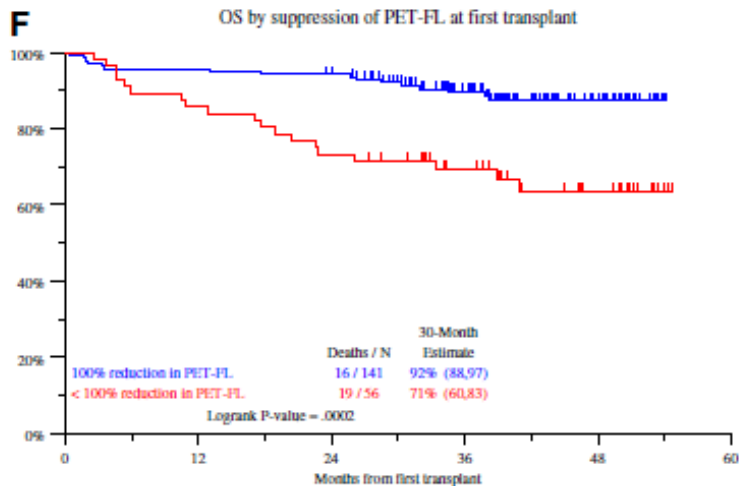 F
OS by suppression of PET-FL at first transplant
100%
80%
60%
40%
20%
0%
30-Month
Deaths / N Estimate
100% reduction in PET-FL 16 / 141 92% (88,97)
< 100% reduction in PET-FL 19 / 56 71% (60,83)
Logrank P-value = .0002
0 12 24 36 48 60
Months from first transplant